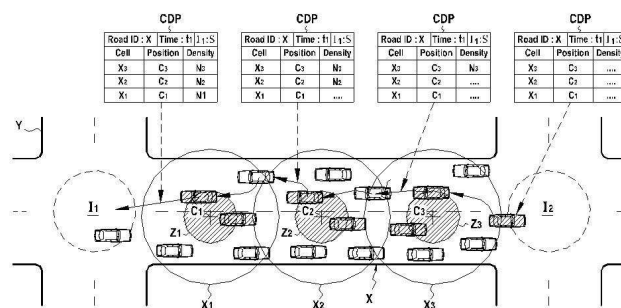 CDP CDP CDP CDP
Road ID : X Time : t1 I1:S
Cell Position Density
X3 C3 N3
X2 C2 N2
X1 C1 N1
Road ID : X Time : t1 I1:S
Cell Position Density
X3 C3 N3
X2 C2 N2
X1 C1 ....
Road ID : X Time : t1 I1:S
Cell Position Density
X3 C3 N3
X2 C2 ....
X1 C1 ....
Road ID : X Time : t1 I1:S
Cell Position Density
X3 C3 ....
X2 C2 ....
X1 C1 ....
Y
I1 C1 C2 C3 I2
Z1 Z2 Z3
X1 X2 X X3